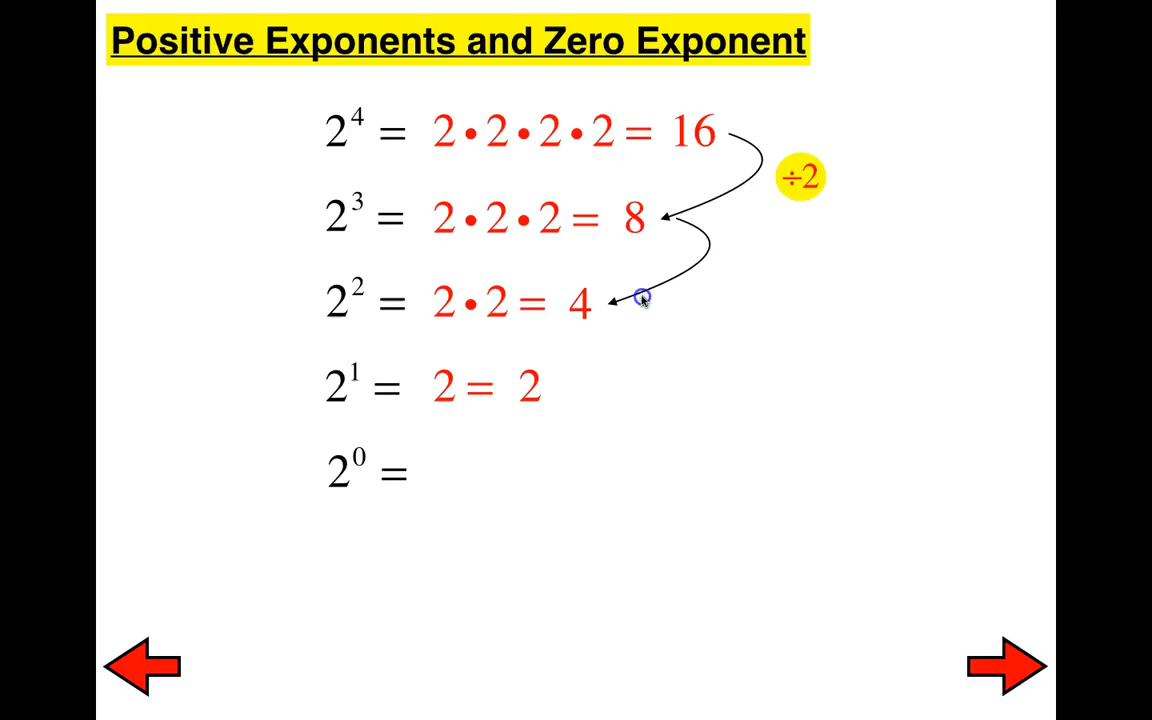 Positive Exponents and Zero Exponent
2⁴ = 2 • 2 • 2 • 2 = 16
÷2
2³ = 2 • 2 • 2 = 8
2² = 2 • 2 = 4
2¹ = 2 = 2
2⁰ =